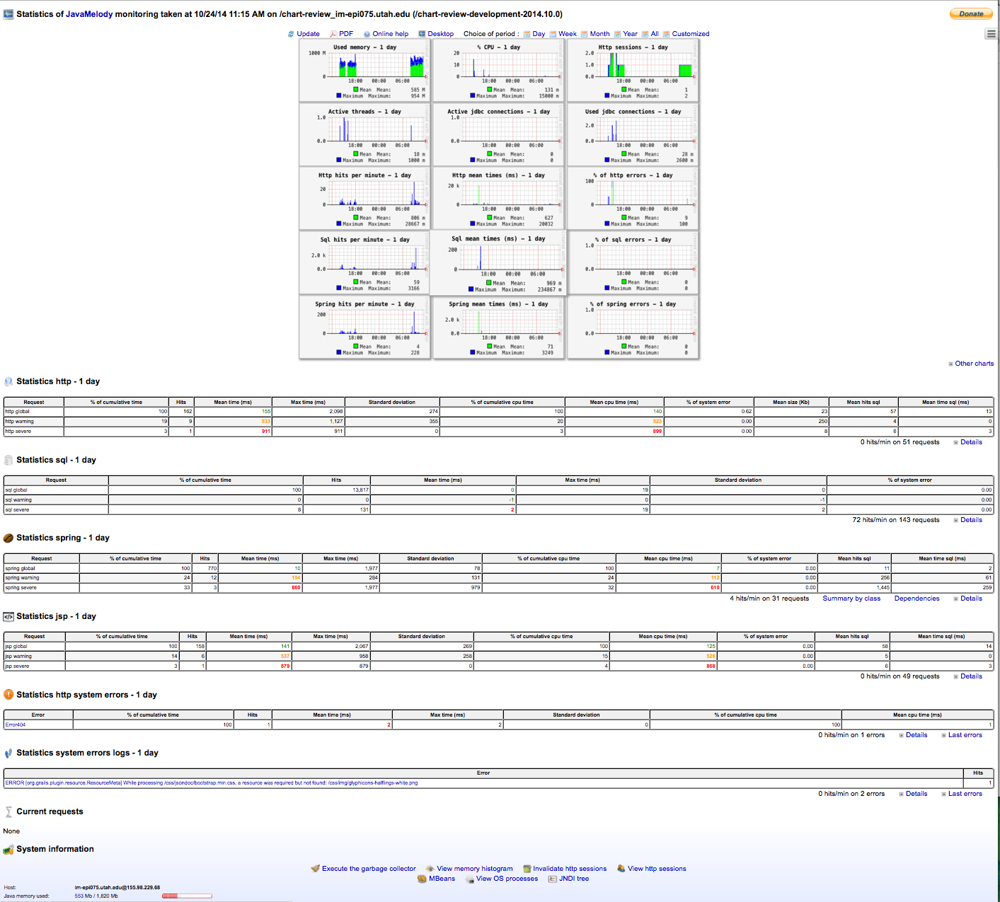 Statistics of JavaMelody monitoring taken at 10/24/14 11:15 AM on /chart-review_im-epi075.utah.edu (/chart-review-development-2014.10.0)
Donate
Update PDF Online help Desktop Choice of period : Day Week Month Year All Customized
Used memory - 1 day
1000 M
0
18:00 00:00 06:00
Mean Mean: 585 M
Maximum Maximum: 954 M
% CPU - 1 day
20
10
0
18:00 00:00 06:00
Mean Mean: 131 m
Maximum Maximum: 15000 m
Http sessions - 1 day
2.0
1.0
0.0
18:00 00:00 06:00
Mean Mean: 1
Maximum Maximum: 2
Active threads - 1 day
1.0
0.0
18:00 00:00 06:00
Mean Mean: 18 m
Maximum Maximum: 1000 m
Active jdbc connections - 1 day
1.0
0.0
18:00 00:00 06:00
Mean Mean: 0
Maximum Maximum: 0
Used jdbc connections - 1 day
2.0
0.0
18:00 00:00 06:00
Mean Mean: 28 m
Maximum Maximum: 2600 m
Http hits per minute - 1 day
20
0
18:00 00:00 06:00
Mean Mean: 806 m
Maximum Maximum: 28667 m
Http mean times (ms) - 1 day
20 k
0
18:00 00:00 06:00
Mean Mean: 627
Maximum Maximum: 20032
% of http errors - 1 day
100
0
18:00 00:00 06:00
Mean Mean: 9
Maximum Maximum: 100
Sql hits per minute - 1 day
2.0 k
0.0
18:00 00:00 06:00
Mean Mean: 59
Maximum Maximum: 3166
Sql mean times (ms) - 1 day
200
0
18:00 00:00 06:00
Mean Mean: 969 m
Maximum Maximum: 234867 m
% of sql errors - 1 day
1.0
0.0
18:00 00:00 06:00
Mean Mean: 0
Maximum Maximum: 0
Spring hits per minute - 1 day
200
0
18:00 00:00 06:00
Mean Mean: 4
Maximum Maximum: 228
Spring mean times (ms) - 1 day
2.0 k
0.0
18:00 00:00 06:00
Mean Mean: 71
Maximum Maximum: 3249
% of spring errors - 1 day
1.0
0.0
18:00 00:00 06:00
Mean Mean: 0
Maximum Maximum: 0
Other charts
Statistics http - 1 day
Request % of cumulative time Hits Mean time (ms) Max time (ms) Standard deviation % of cumulative cpu time Mean cpu time (ms) % of system error Mean size (Kb) Mean hits sql Mean time sql (ms)
http global 100 162 155 2,098 274 100 140 0.62 23 57 13
http warning 19 9 533 1,127 355 20 523 0.00 250 4 0
http severe 3 1 911 911 0 3 899 0.00 8 6 3
0 hits/min on 51 requests Details
Statistics sql - 1 day
Request % of cumulative time Hits Mean time (ms) Max time (ms) Standard deviation % of system error
sql global 100 13,817 0 19 0 0.00
sql warning 0 0 -1 0 -1 0.00
sql severe 8 131 2 19 2 0.00
72 hits/min on 143 requests Details
Statistics spring - 1 day
Request % of cumulative time Hits Mean time (ms) Max time (ms) Standard deviation % of cumulative cpu time Mean cpu time (ms) % of system error Mean hits sql Mean time sql (ms)
spring global 100 770 10 1,977 78 100 7 0.00 11 2
spring warning 24 12 154 284 131 24 112 0.00 256 61
spring severe 33 3 860 1,977 979 32 610 0.00 1,445 259
4 hits/min on 31 requests Summary by class Dependencies Details
Statistics jsp - 1 day
Request % of cumulative time Hits Mean time (ms) Max time (ms) Standard deviation % of cumulative cpu time Mean cpu time (ms) % of system error Mean hits sql Mean time sql (ms)
jsp global 100 158 141 2,067 269 100 125 0.00 58 14
jsp warning 14 6 537 958 258 15 526 0.00 5 0
jsp severe 3 1 879 879 0 4 868 0.00 6 3
0 hits/min on 49 requests Details
Statistics http system errors - 1 day
Error % of cumulative time Hits Mean time (ms) Max time (ms) Standard deviation % of cumulative cpu time Mean cpu time (ms)
Error404 100 1 2 2 0 100 1
0 hits/min on 1 errors Details Last errors
Statistics system errors logs - 1 day
Error Hits
ERROR [org.grails.plugin.resource.ResourceMeta] While processing /css/jsondoc/bootstrap.min.css, a resource was required but not found: /css/img/glyphicons-halflings-white.png 1
0 hits/min on 2 errors Details Last errors
Current requests
None
System information
Execute the garbage collector View memory histogram Invalidate http sessions View http sessions
MBeans View OS processes JNDI tree
Host: im-epi075.utah.edu@155.98.229.68
Java memory used: 553 Mb / 1,820 Mb